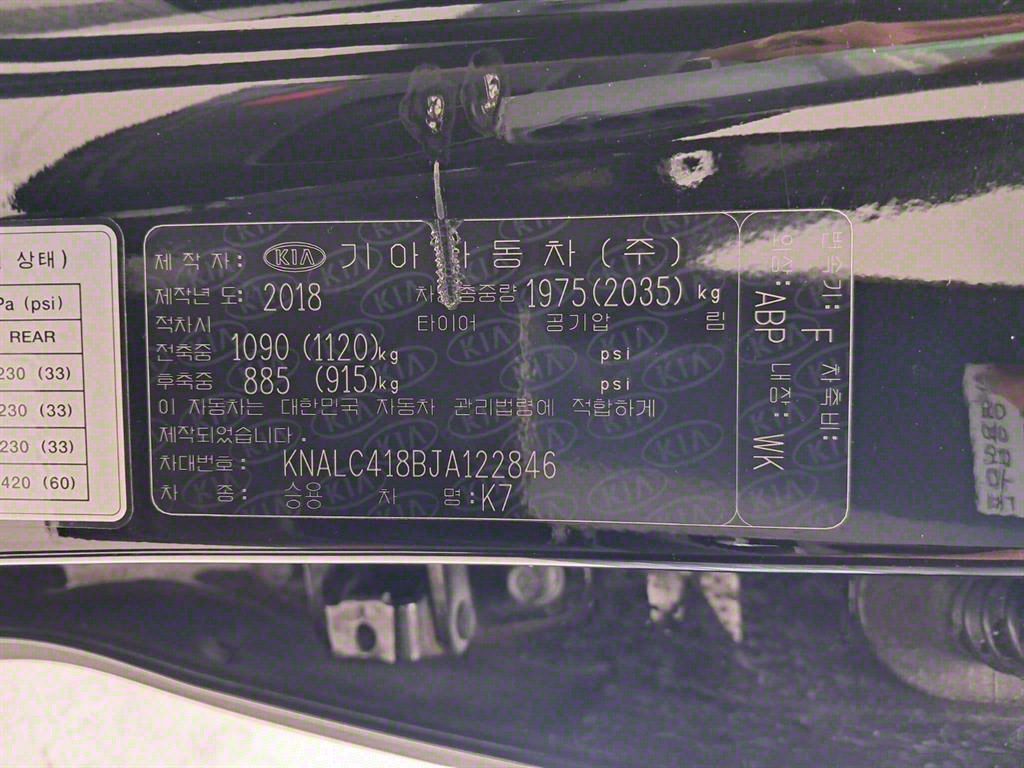 상태)
Pa (psi)
REAR
230 (33)
230 (33)
230 (33)
420 (60)
제 작 자: KIA 기아 동차 (주)
제작년 도: 2018 차 총중량 1975(2035) kg
적차시 타이어 공기압 림
전축중 1090 (1120)kg psi
후축중 885 (915)kg psi
이 자동차는 대한민국 자동차 관리법령에 적합하게
제작되었습니다.
차대번호: KNALC418BJA122846
차 종: 승용 차 명:K7
변속기: F 차축비:
외장: ABP 내장: WK